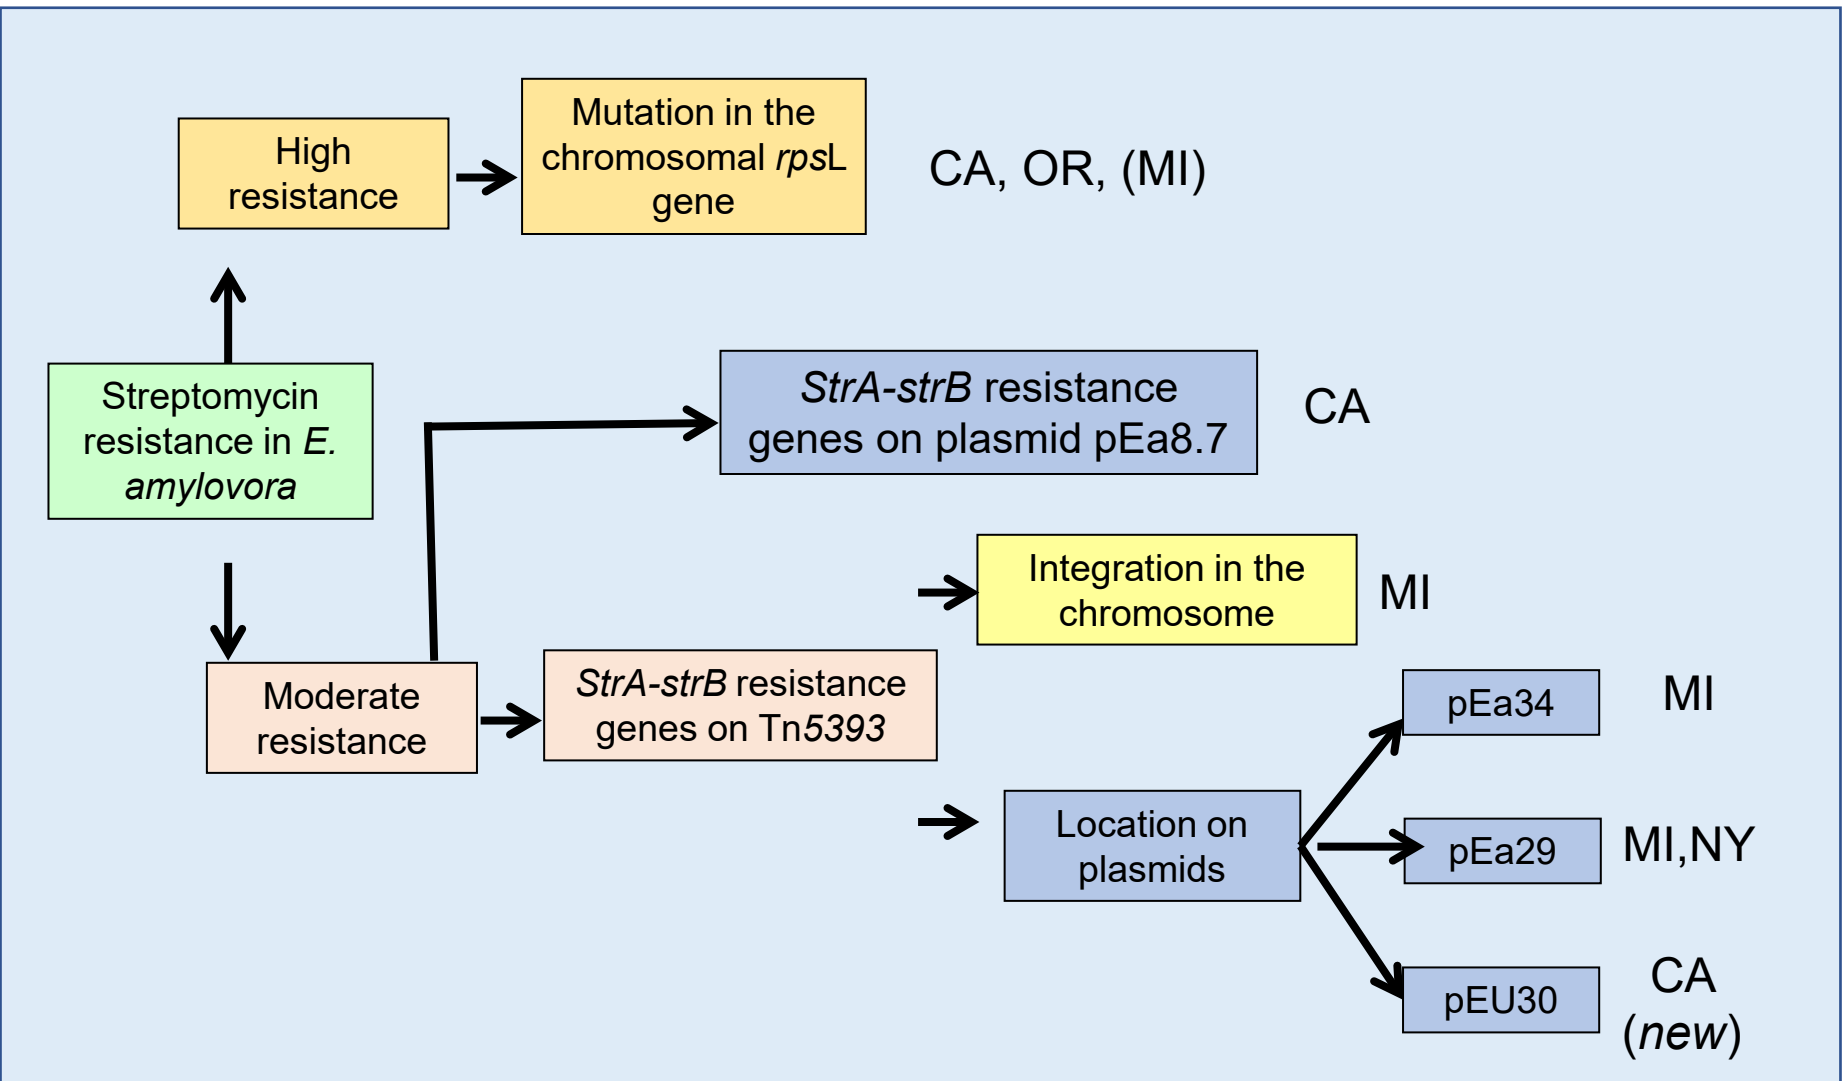 High
resistance
Mutation in the
chromosomal rpsL
gene
CA, OR, (MI)
Streptomycin
resistance in E.
amylovora
StrA-strB resistance
genes on plasmid pEa8.7
CA
Integration in the
chromosome
MI
Moderate
resistance
StrA-strB resistance
genes on Tn5393
Location on
plasmids
pEa34
MI
pEa29
MI,NY
pEU30
CA
(new)